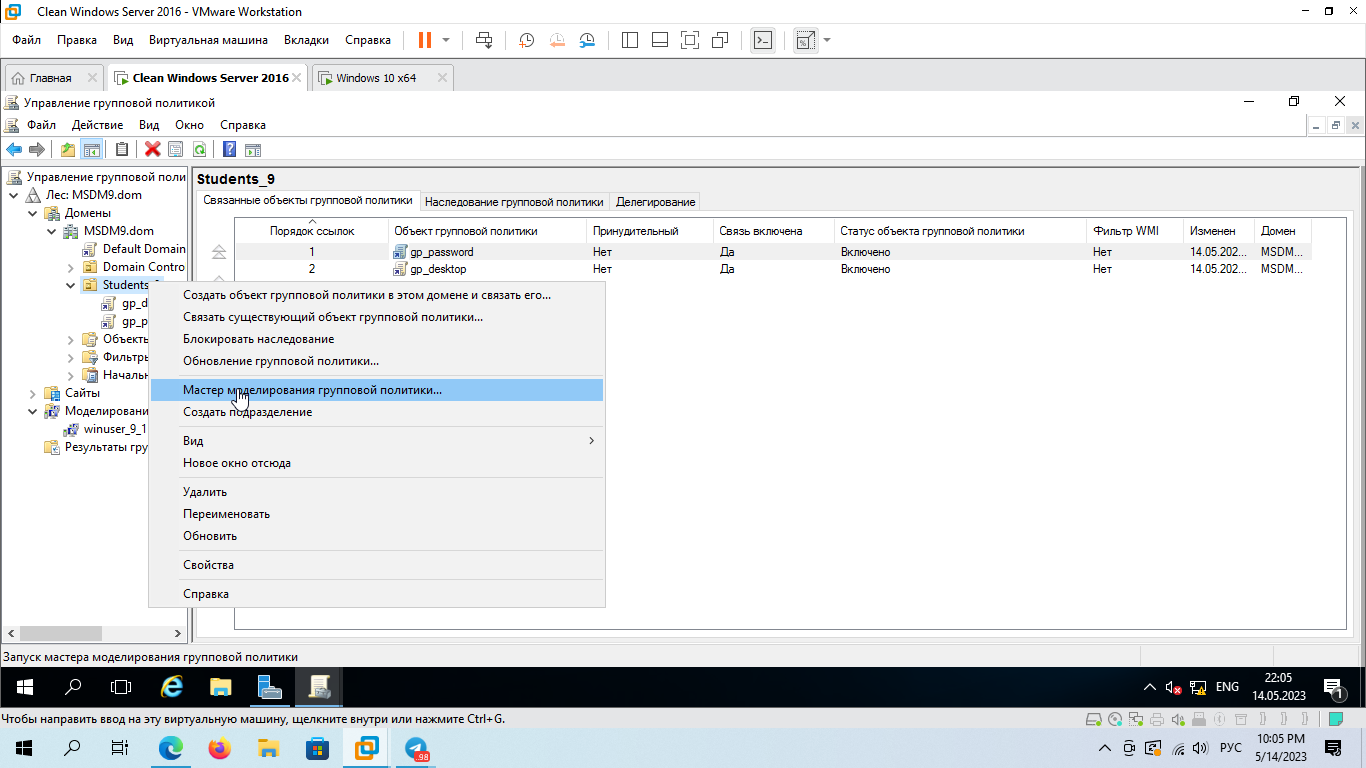 Clean Windows Server 2016 - VMware Workstation
Файл Правка Вид Виртуальная машина Вкладки Справка
Главная Clean Windows Server 2016 Windows 10 x64
Управление групповой политикой
Файл Действие Вид Окно Справка
Управление групповой поли
Лес: MSDM9.dom
Домены
MSDM9.dom
Default Domain
Domain Contro
Students_9
gp_d
gp_p
Объекты
Фильтры
Начальн
Сайты
Моделировани
winuser_9_1
Результаты гру
Students_9
Связанные объекты групповой политики Наследование групповой политики Делегирование
Порядок ссылок Объект групповой политики Принудительный Связь включена Статус объекта групповой политики Фильтр WMI Изменен Домен
1 gp_password Нет Да Включено Нет 14.05.202... MSDM...
2 gp_desktop Нет Да Включено Нет 14.05.202... MSDM...
Создать объект групповой политики в этом домене и связать его...
Связать существующий объект групповой политики...
Блокировать наследование
Обновление групповой политики...
Мастер моделирования групповой политики...
Создать подразделение
Вид
Новое окно отсюда
Удалить
Переименовать
Обновить
Свойства
Справка
Запуск мастера моделирования групповой политики
ENG
22:05
14.05.2023
1
Чтобы направить ввод на эту виртуальную машину, щелкните внутри или нажмите Ctrl+G.
.98
РУС
10:05 PM
5/14/2023